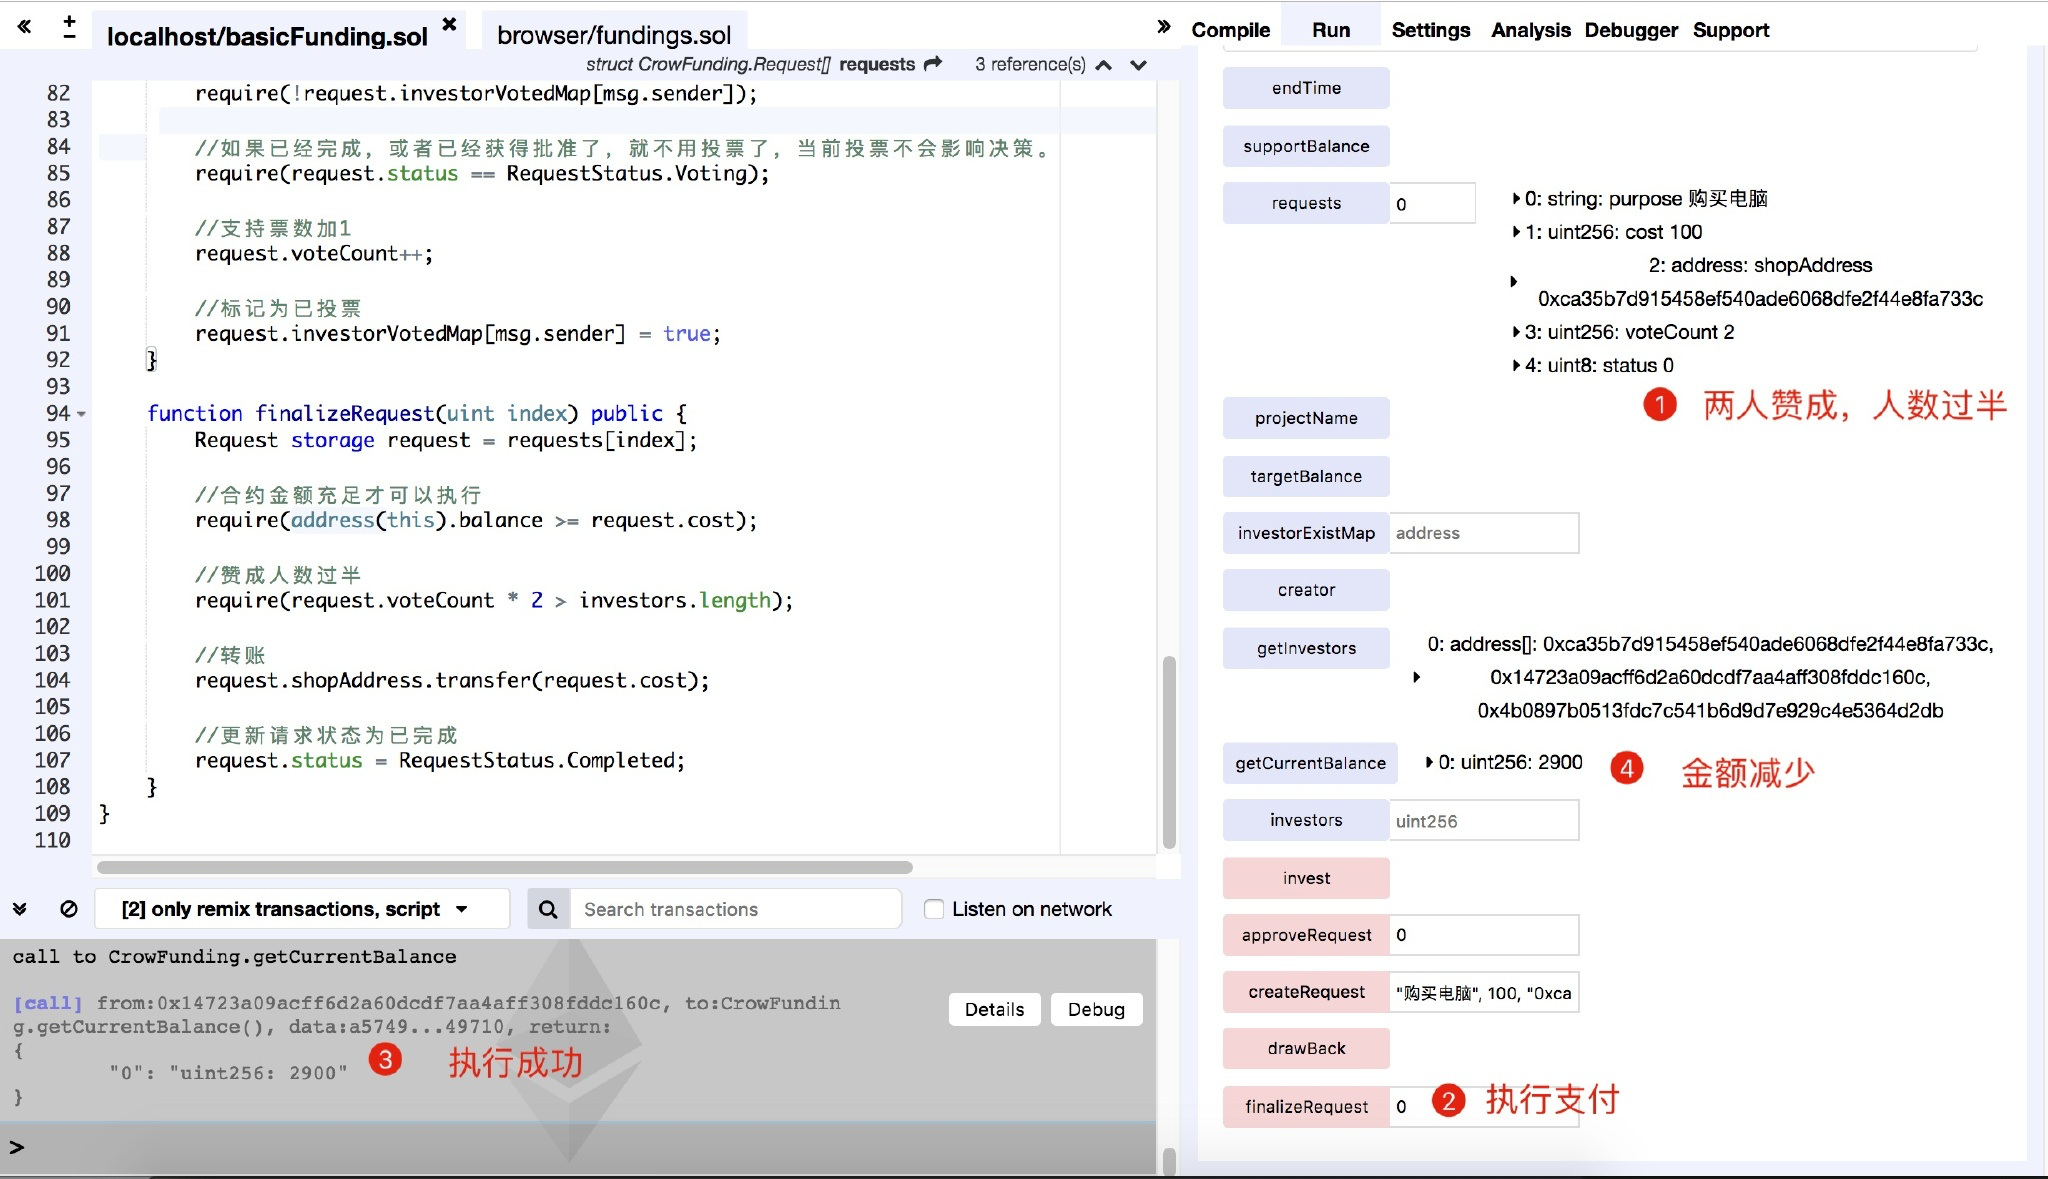 localhost/basicFunding.sol
browser/fundings.sol
struct CrowFunding.Request[] requests 3 reference(s)
82 require(!request.investorVotedMap[msg.sender]);
83
84 //如果已经完成，或者已经获得批准了，就不用投票了，当前投票不会影响决策。
85 require(request.status == RequestStatus.Voting);
86
87 //支持票数加1
88 request.voteCount++;
89
90 //标记为已投票
91 request.investorVotedMap[msg.sender] = true;
92 }
93
94 function finalizeRequest(uint index) public {
95 Request storage request = requests[index];
96
97 //合约金额充足才可以执行
98 require(address(this).balance >= request.cost);
99
100 //赞成人数过半
101 require(request.voteCount * 2 > investors.length);
102
103 //转账
104 request.shopAddress.transfer(request.cost);
105
106 //更新请求状态为已完成
107 request.status = RequestStatus.Completed;
108 }
109 }
110
[2] only remix transactions, script
Search transactions
Listen on network
call to CrowFunding.getCurrentBalance
[call] from:0x14723a09acff6d2a60dcdf7aa4aff308fddc160c, to:CrowFundin
g.getCurrentBalance(), data:a5749...49710, return:
{
"0": "uint256: 2900"
}
Details
Debug
3 执行成功
>
Compile
Run
Settings
Analysis
Debugger
Support
endTime
supportBalance
requests
0
0: string: purpose 购买电脑
1: uint256: cost 100
2: address: shopAddress
0xca35b7d915458ef540ade6068dfe2f44e8fa733c
3: uint256: voteCount 2
4: uint8: status 0
1 两人赞成，人数过半
projectName
targetBalance
investorExistMap
address
creator
getInvestors
0: address[]: 0xca35b7d915458ef540ade6068dfe2f44e8fa733c,
0x14723a09acff6d2a60dcdf7aa4aff308fddc160c,
0x4b0897b0513fdc7c541b6d9d7e929c4e5364d2db
getCurrentBalance
0: uint256: 2900
4 金额减少
investors
uint256
invest
approveRequest
0
createRequest
"购买电脑", 100, "0xca
drawBack
finalizeRequest
0
2 执行支付